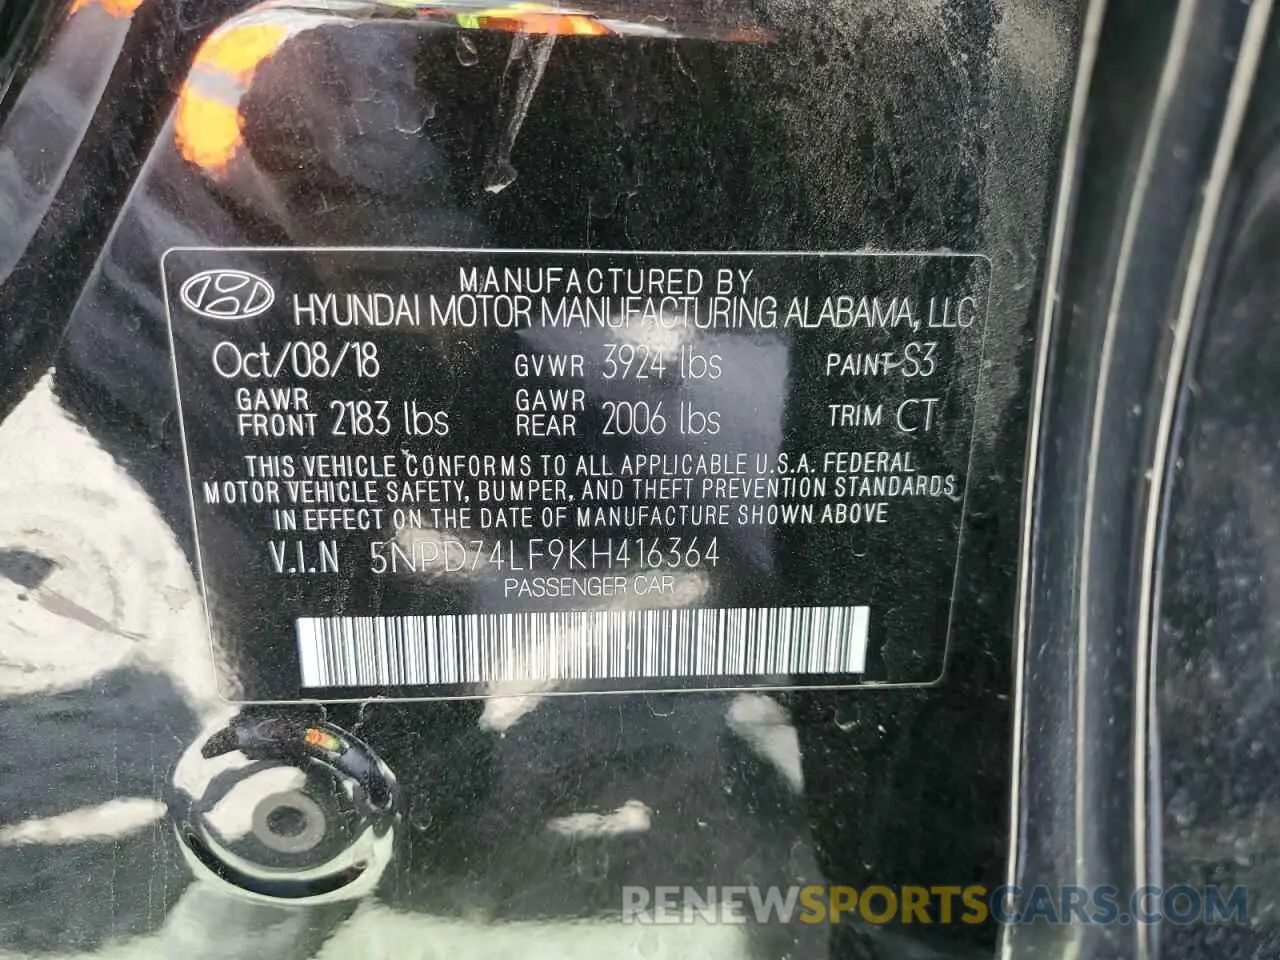 MANUFACTURED BY
HYUNDAI MOTOR MANUFACTURING ALABAMA, LLC
Oct/08/18 GVWR 3924 lbs PAINT S3
GAWR FRONT 2183 lbs GAWR REAR 2006 lbs TRIM CT
THIS VEHICLE CONFORMS TO ALL APPLICABLE U.S.A. FEDERAL
MOTOR VEHICLE SAFETY, BUMPER, AND THEFT PREVENTION STANDARDS
IN EFFECT ON THE DATE OF MANUFACTURE SHOWN ABOVE
V.I.N 5NPD74LF9KH416364
PASSENGER CAR
RENEWSPORTSCARS.COM